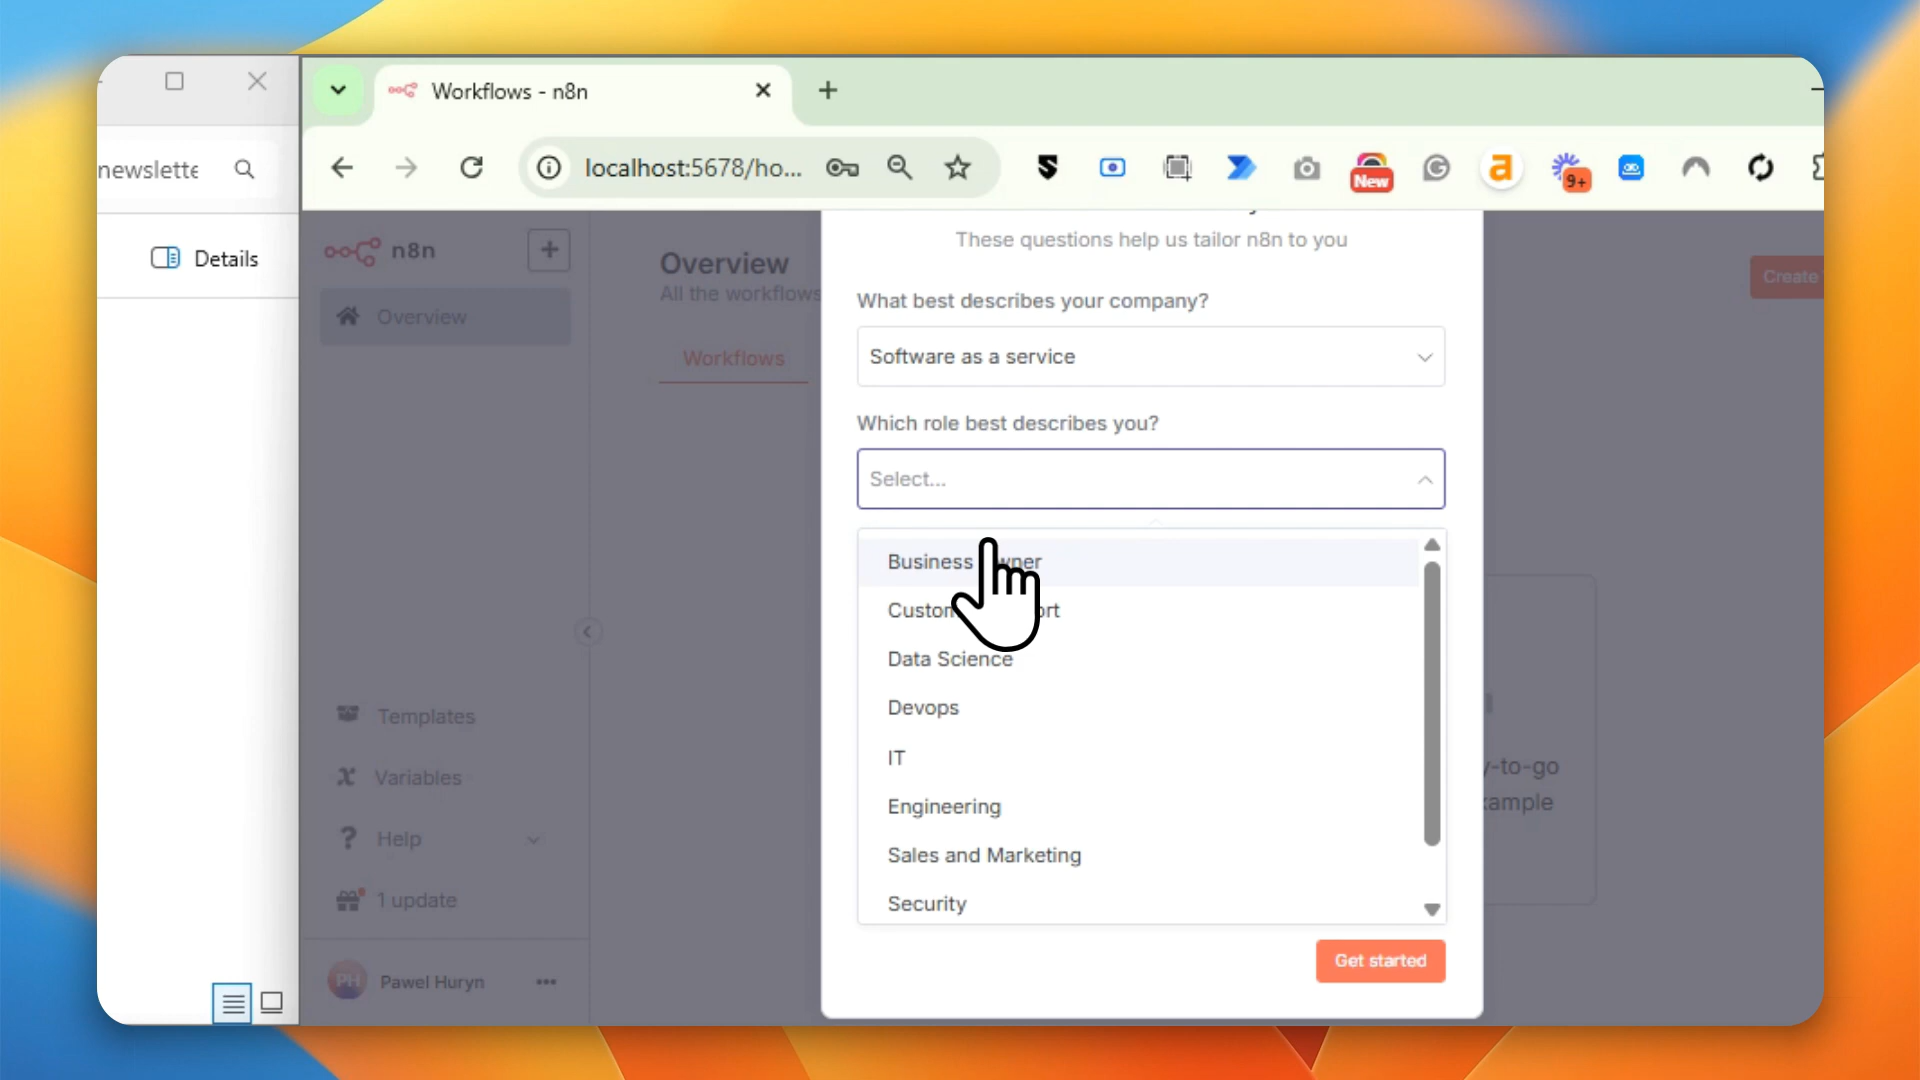 newslette
Details
Workflows - n8n
localhost:5678/ho...
New
9+
n8n
Overview
Templates
Variables
Help
1 update
PH
Pawel Huryn
Overview
All the workflows
Workflows
Create
These questions help us tailor n8n to you
What best describes your company?
Software as a service
Which role best describes you?
Select...
Business
Data Science
Devops
IT
Engineering
Sales and Marketing
Security
Get started
y-to-go